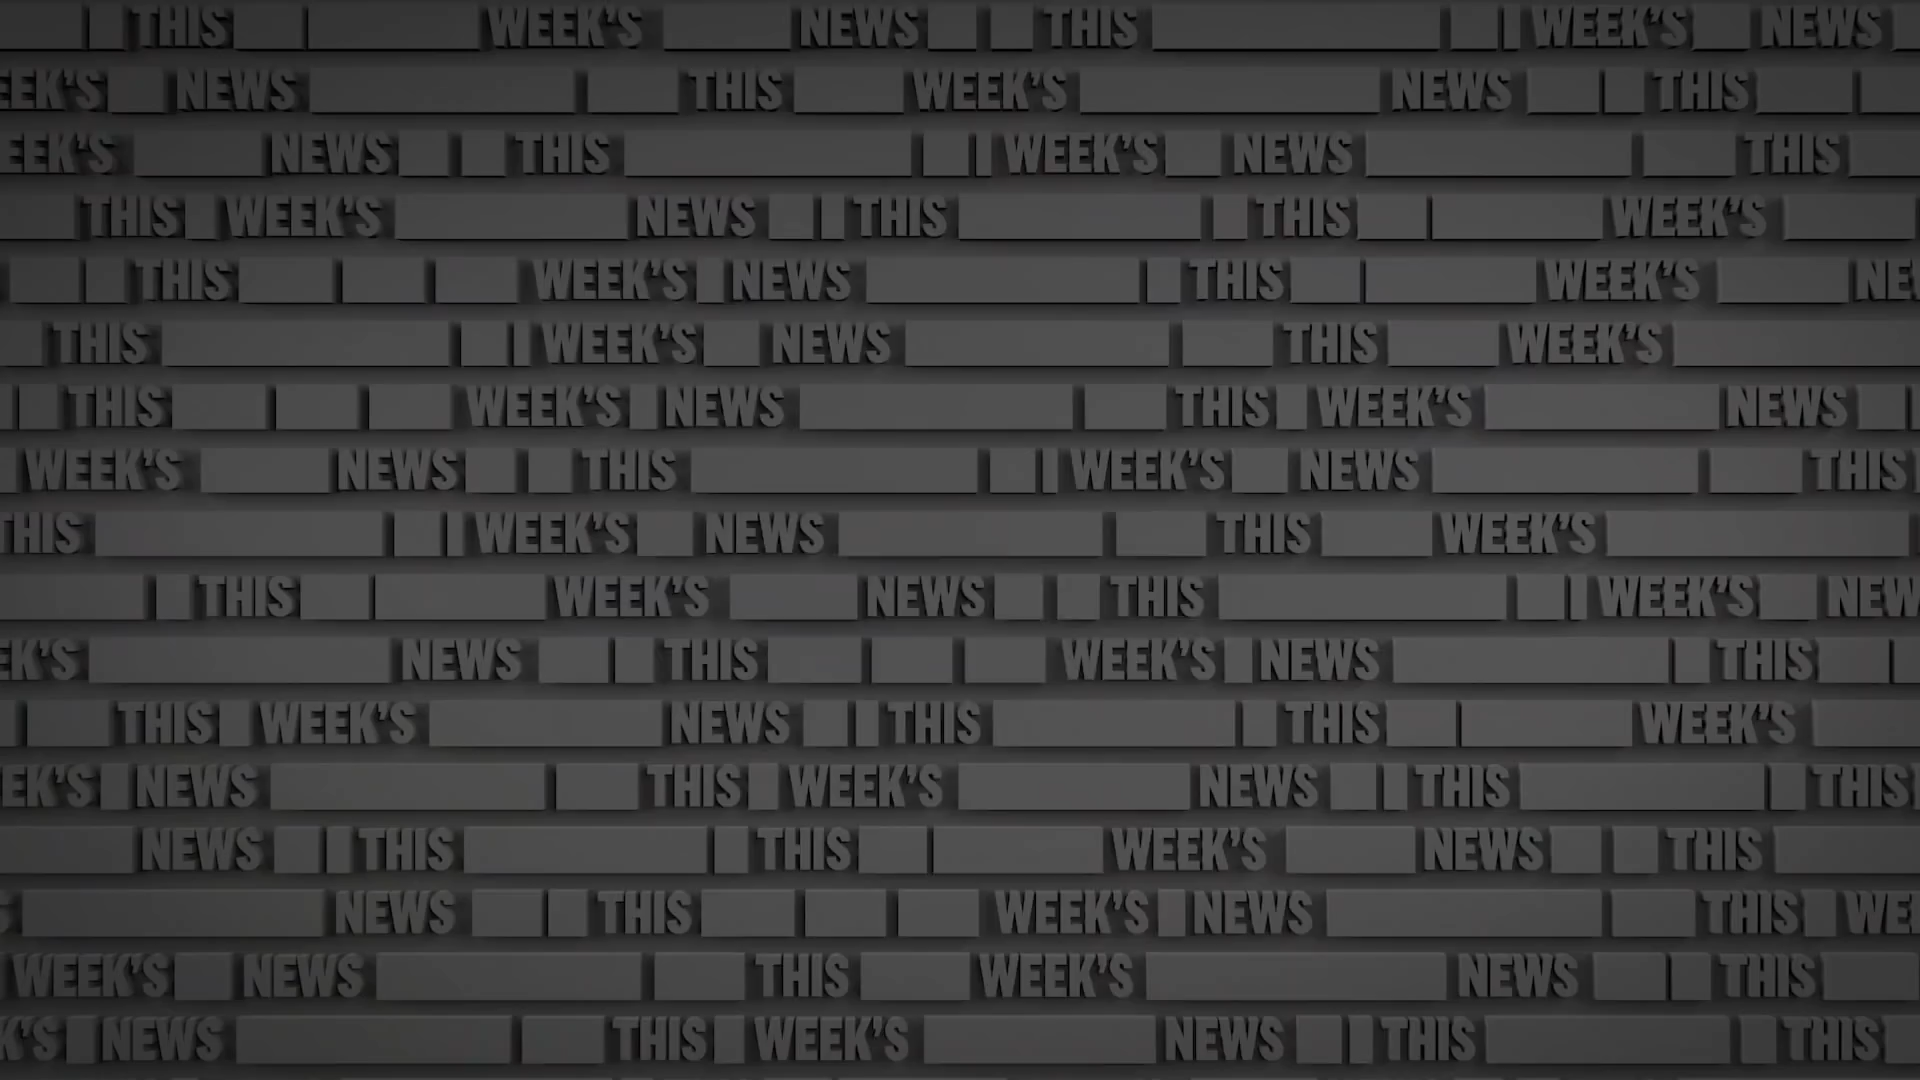 THIS WEEK'S NEWS THIS WEEK'S NEWS
NEWS THIS WEEK'S NEWS THIS
NEWS THIS WEEK'S NEWS THIS
THIS WEEK'S NEWS THIS THIS WEEK'S
THIS WEEK'S NEWS THIS WEEK'S
THIS WEEK'S NEWS THIS WEEK'S
THIS WEEK'S NEWS THIS WEEK'S NEWS
WEEK'S NEWS THIS WEEK'S NEWS THIS
THIS WEEK'S NEWS THIS WEEK'S
THIS WEEK'S NEWS THIS WEEK'S NEW
NEWS THIS WEEK'S NEWS THIS
THIS WEEK'S NEWS THIS THIS WEEK'S
NEWS THIS WEEK'S NEWS THIS THIS
NEWS THIS THIS WEEK'S NEWS THIS
NEWS THIS WEEK'S NEWS THIS WE
WEEK'S NEWS THIS WEEK'S NEWS THIS
K'S NEWS THIS WEEK'S NEWS THIS THIS